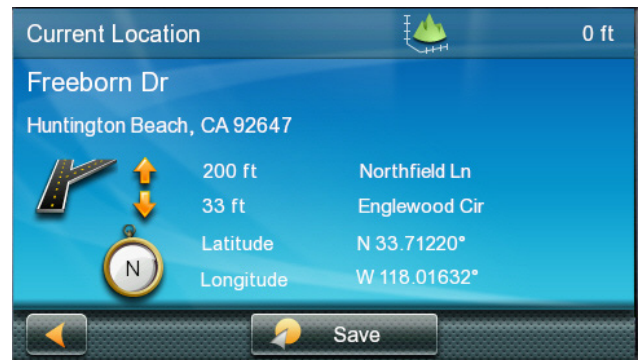 Current Location 0 ft
Freeborn Dr
Huntington Beach, CA 92647
200 ft Northfield Ln
33 ft Englewood Cir
Latitude N 33.71220°
N
Longitude W 118.01632°
Save